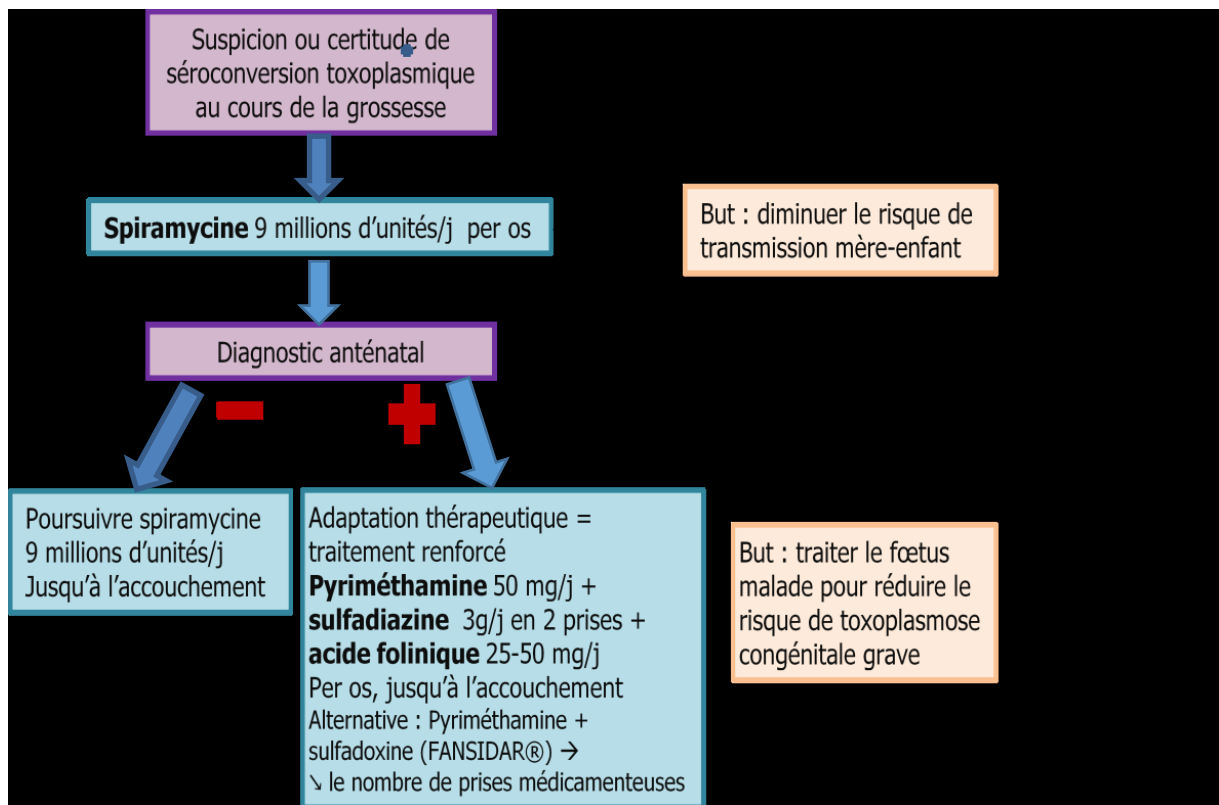 Suspicion ou certitude de
séroconversion toxoplasmique
au cours de la grossesse
Spiramycine 9 millions d’unités/j per os
But : diminuer le risque de
transmission mère-enfant
Diagnostic anténatal
Poursuivre spiramycine
9 millions d’unités/j
Jusqu’à l’accouchement
Adaptation thérapeutique =
traitement renforcé
Pyriméthamine 50 mg/j +
sulfadiazine 3g/j en 2 prises +
acide folinique 25-50 mg/j
Per os, jusqu’à l’accouchement
Alternative : Pyriméthamine +
sulfadoxine (FANSIDAR®) →
↘ le nombre de prises médicamenteuses
But : traiter le fœtus
malade pour réduire le
risque de toxoplasmose
congénitale grave